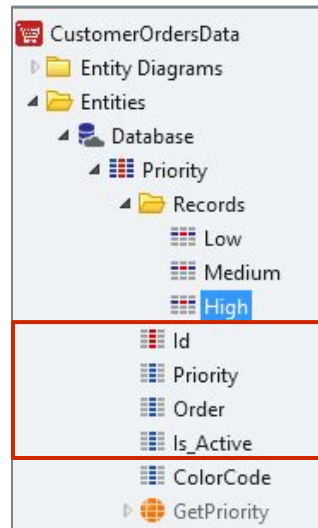 CustomerOrdersData
Entity Diagrams
Entities
Database
Priority
Records
Low
Medium
High
Id
Priority
Order
Is_Active
ColorCode
GetPriority